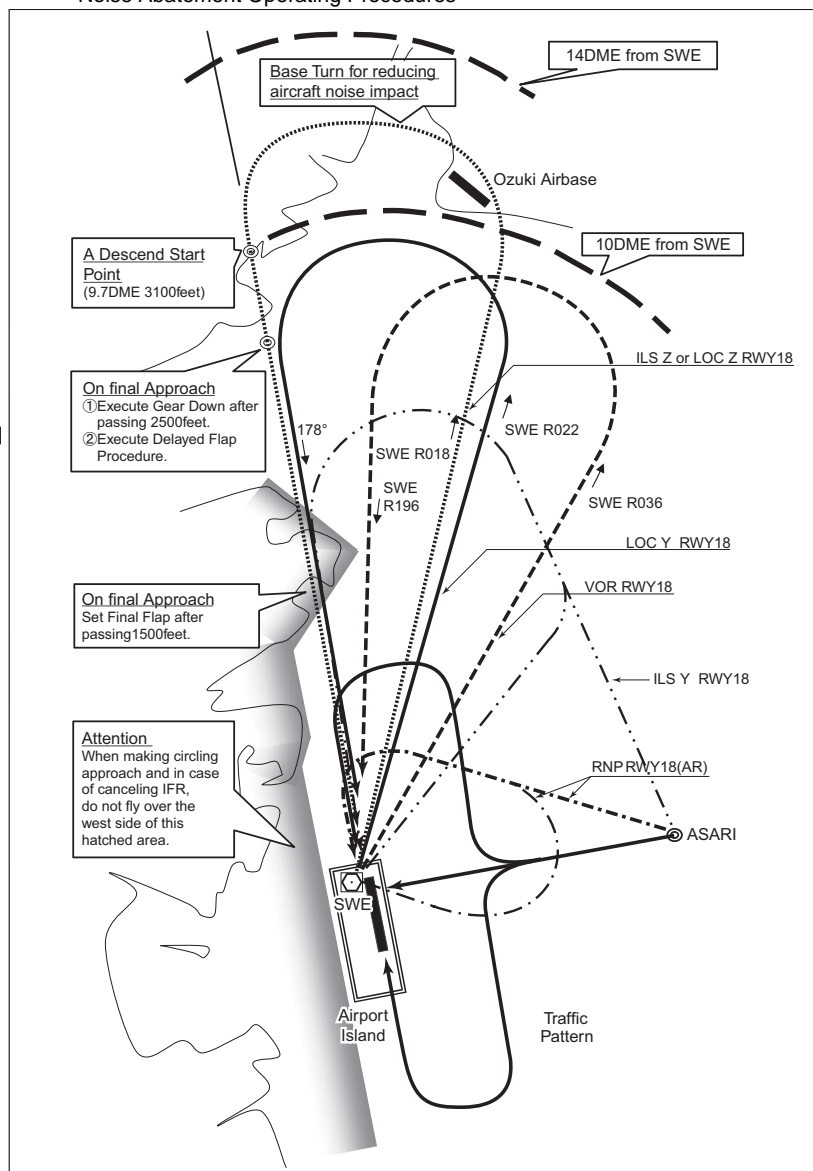 Noise Abatement Operating Procedures
14DME from SWE
Base Turn for reducing
aircraft noise impact
Ozuki Airbase
10DME from SWE
A Descend Start
Point
(9.7DME 3100feet)
ILS Z or LOC Z RWY18
On final Approach
①Execute Gear Down after
passing 2500feet.
②Execute Delayed Flap
Procedure.
178°
SWE R018
SWE R022
SWE
R196
SWE R036
LOC Y RWY18
VOR RWY18
On final Approach
Set Final Flap after
passing1500feet.
ILS Y RWY18
Attention
When making circling
approach and in case
of canceling IFR,
do not fly over the
west side of this
hatched area.
RNP RWY18(AR)
ASARI
SWE
Airport
Island
Traffic
Pattern